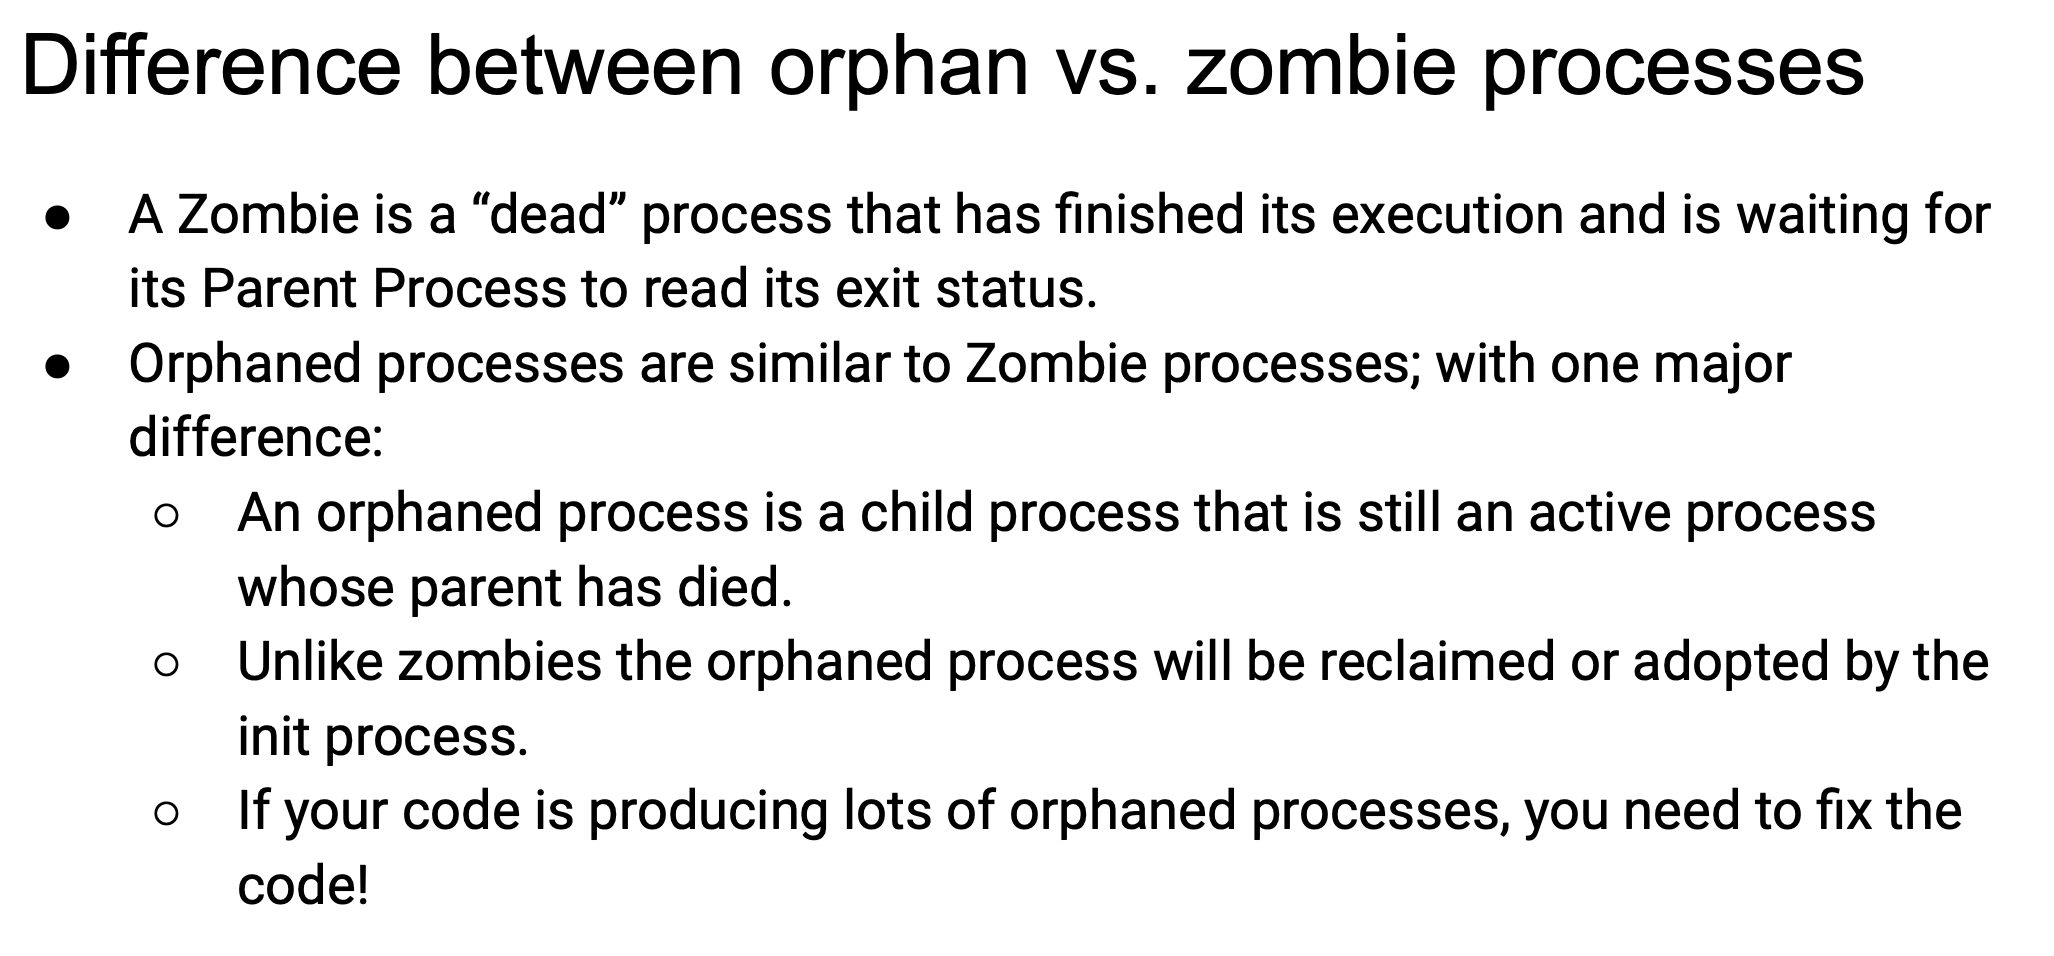 Difference between orphan vs. zombie processes
● A Zombie is a “dead” process that has finished its execution and is waiting for
its Parent Process to read its exit status.
● Orphaned processes are similar to Zombie processes; with one major
difference:
○ An orphaned process is a child process that is still an active process
whose parent has died.
○ Unlike zombies the orphaned process will be reclaimed or adopted by the
init process.
○ If your code is producing lots of orphaned processes, you need to fix the
code!